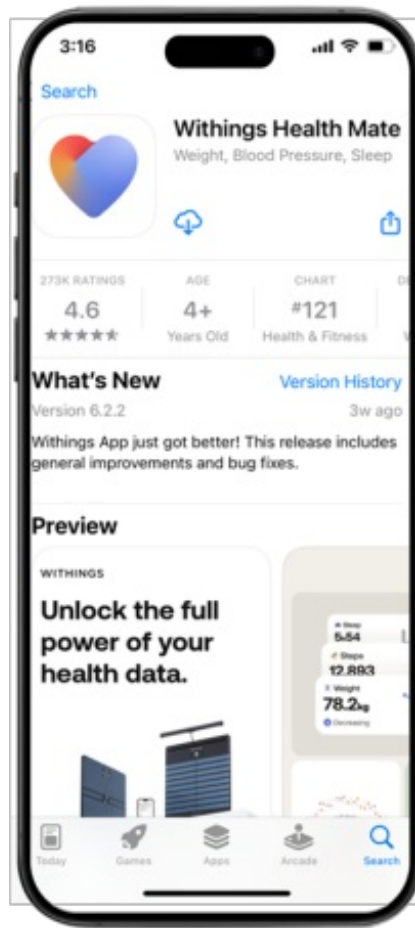 3:16
Search
Withings Health Mate
Weight, Blood Pressure, Sleep
273K RATINGS
AGE
CHART
4.6
4+
#121
Years Old
Health & Fitness
What's New
Version History
Version 6.2.2
3w ago
Withings App just got better! This release includes
general improvements and bug fixes.
Preview
WITHINGS
Unlock the full
power of your
health data.
Sleep
5:54
Steps
12,893
Weight
78.2kg
Decreasing
Today
Games
Apps
Arcade
Search